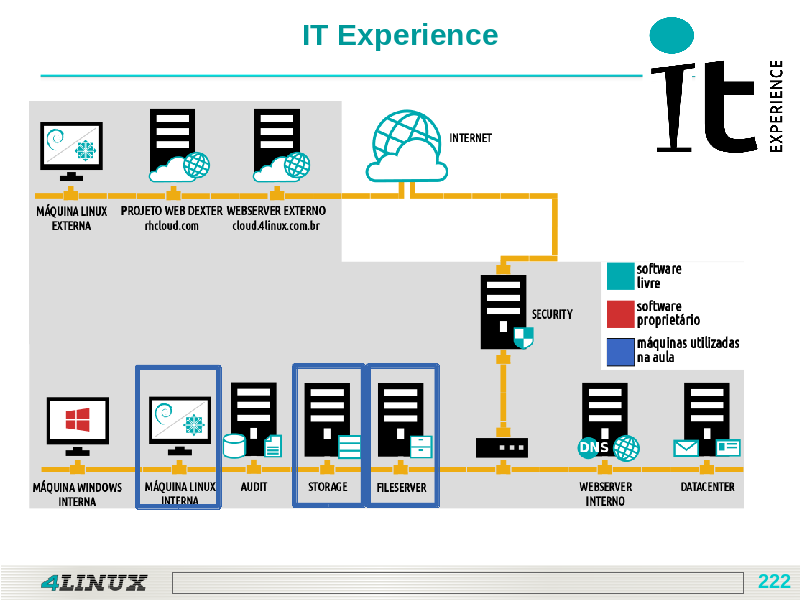 IT Experience
it
EXPERIENCE
INTERNET
MÁQUINA LINUX
EXTERNA
PROJETO WEB DEXTER
rhcloud.com
WEBSERVER EXTERNO
cloud.4linux.com.br
SECURITY
software
livre
software
proprietário
máquinas utilizadas
na aula
MÁQUINA WINDOWS
INTERNA
MÁQUINA LINUX
INTERNA
AUDIT
STORAGE
FILESERVER
DNS
WEBSERVER
INTERNO
DATACENTER
4LINUX
222